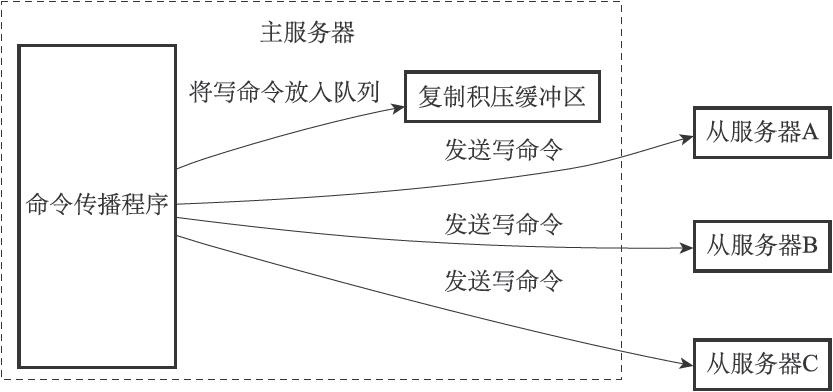 主服务器
将写命令放入队列
复制积压缓冲区
发送写命令
从服务器A
命令传播程序
发送写命令
从服务器B
发送写命令
从服务器C